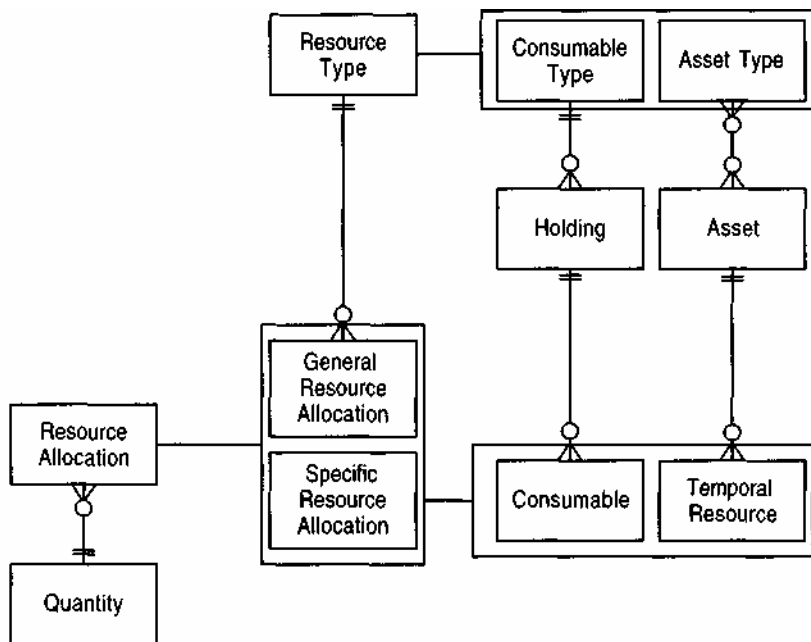 Resource
Type
Consumable
Type
Asset Type
Holding
Asset
General
Resource
Allocation
Resource
Allocation
Specific
Resource
Allocation
Consumable
Temporal
Resource
Quantity